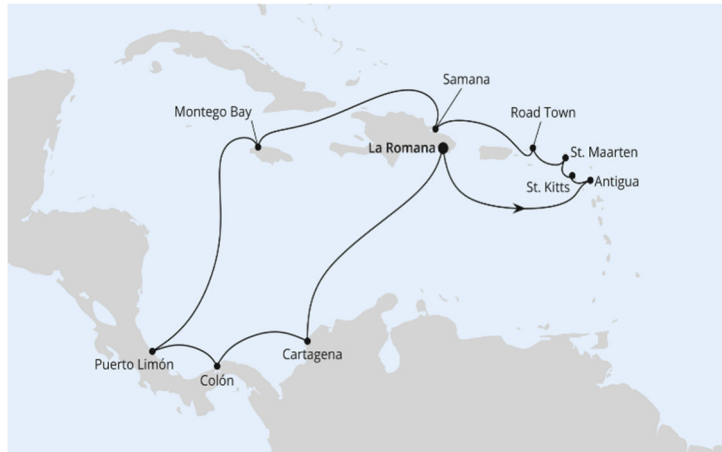 Samana
Montego Bay
Road Town
La Romana
St. Maarten
St. Kitts
Antigua
Puerto Limón
Cartagena
Colón